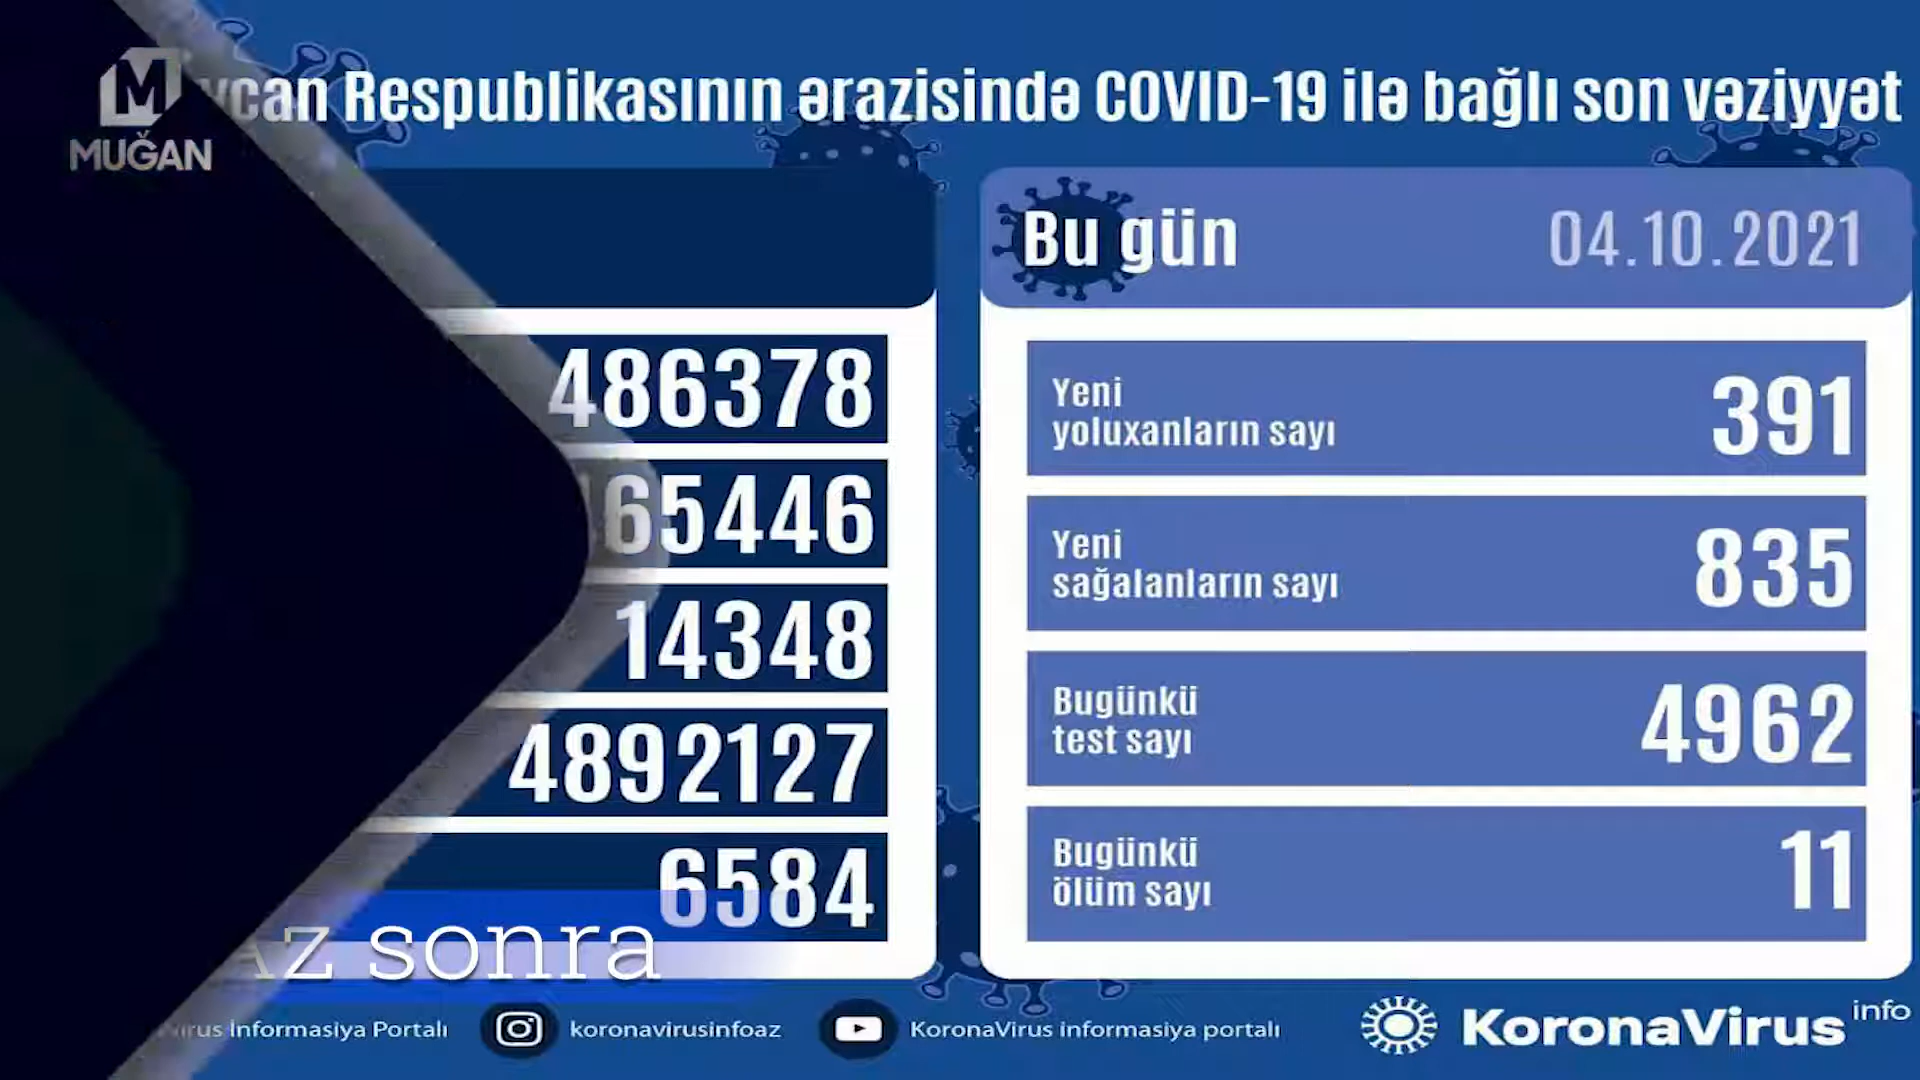 MUĞAN
Respublikasının ərazisində COVID-19 ilə bağlı son vəziyyət
486378
65446
14348
4892127
6584
Bu gün 04.10.2021
Yeni
yoluxanların sayı
391
Yeni
sağalanların sayı
835
Bugünkü
test sayı
4962
Bugünkü
ölüm sayı
11
Az sonra
İnformasiya Portalı koronavirusinfoaz KoronaVirus informasiya portalı KoronaVirus info